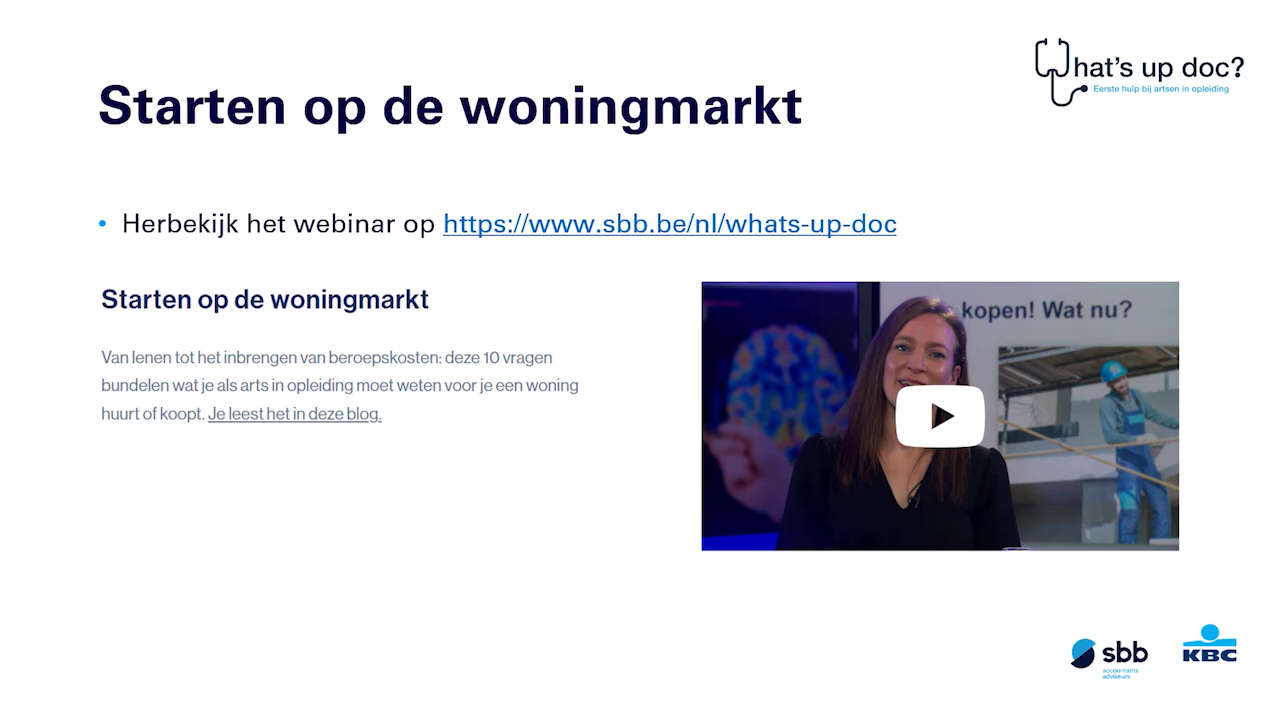 What's up doc?
Eerste hulp bij artsen in opleiding
Starten op de woningmarkt
• Herbekijk het webinar op https://www.sbb.be/nl/whats-up-doc
Starten op de woningmarkt
Van lenen tot het inbrengen van beroepskosten: deze 10 vragen
bundelen wat je als arts in opleiding moet weten voor je een woning
huurt of koopt. Je leest het in deze blog.
kopen! Wat nu?
sbb
accountants
adviseurs
KBC